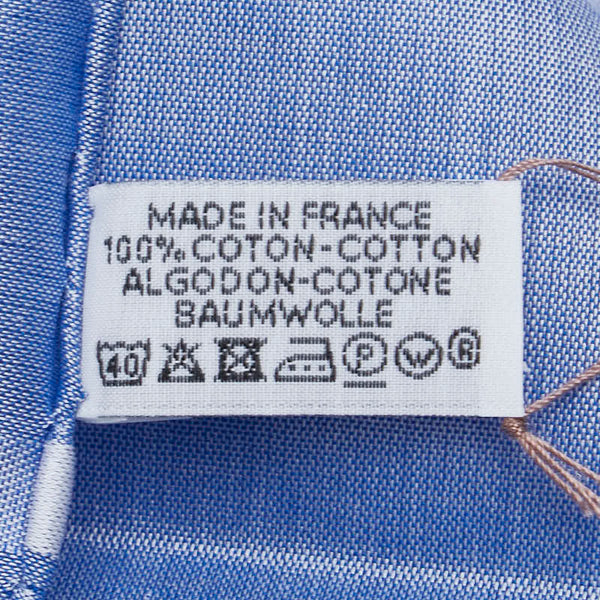 MADE IN FRANCE
100% COTON-COTTON
ALGODON-COTONE
BAUMWOLLE
40 P W ®